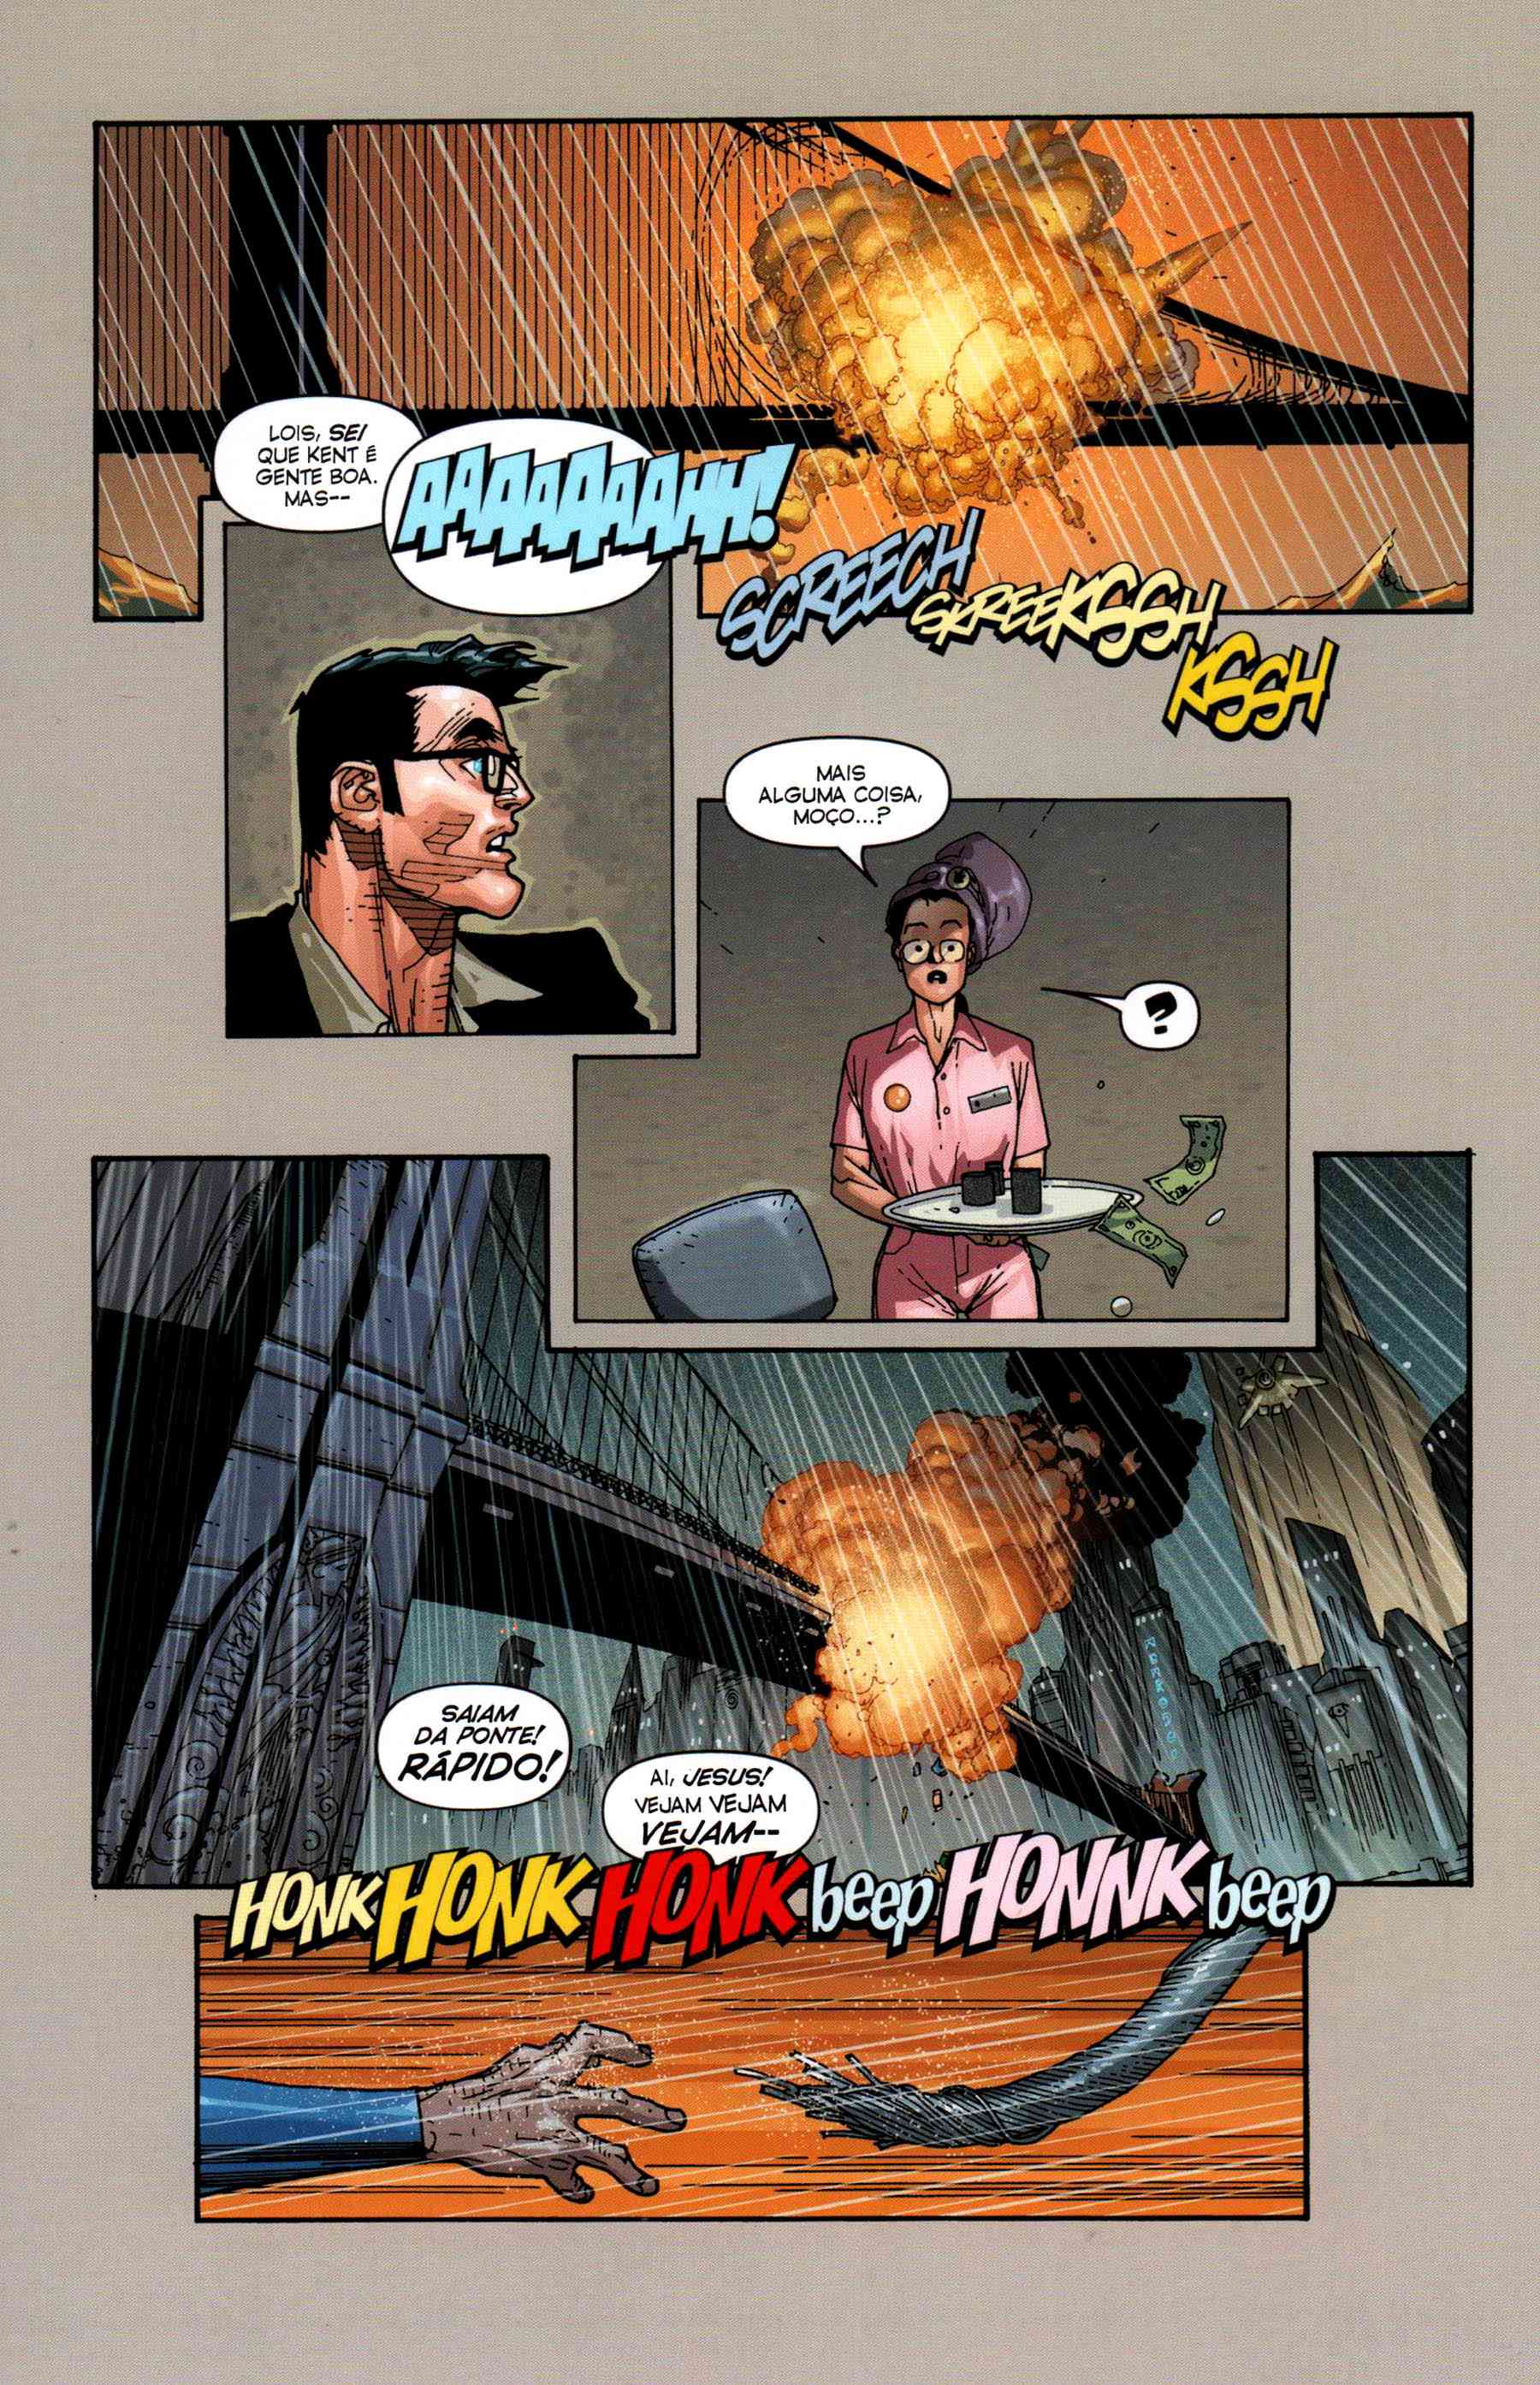 LOIS, SEI
QUE KENT É
GENTE BOA.
MAS--
AAAAAAAHH!
SCREECH
SKREEKSSH
KSSH
MAIS
ALGUMA COISA,
MOÇO...?
?
SAIAM
DA PONTE!
RÁPIDO!
AI, JESUS!
VEJAM VEJAM
VEJAM--
HONK HONK HONK beep HONNK beep